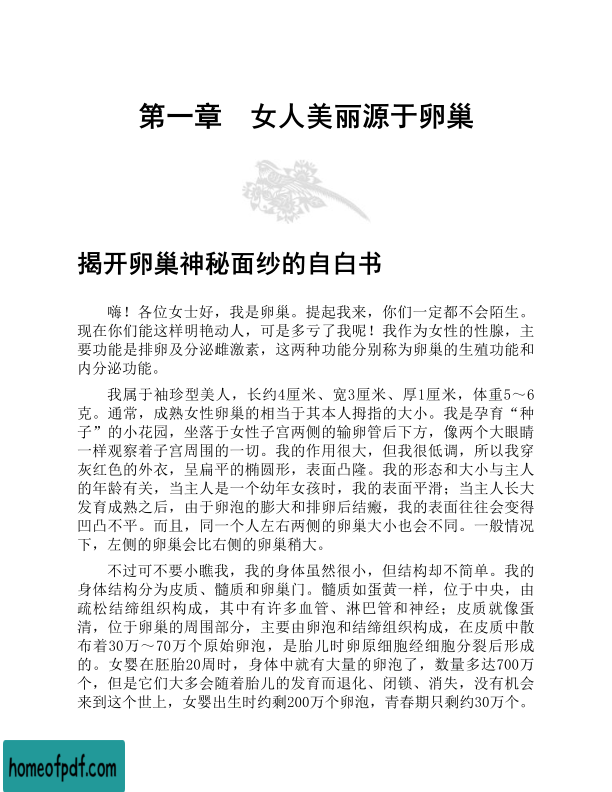 第一章　女人美丽源于卵巢
揭开卵巢神秘面纱的自白书
嗨！各位女士好，我是卵巢。提起我来，你们一定都不会陌生。
现在你们能这样明艳动人，可是多亏了我呢！我作为女性的性腺，主
要功能是排卵及分泌雌激素，这两种功能分别称为卵巢的生殖功能和
内分泌功能。
我属于袖珍型美人，长约4厘米、宽3厘米、厚1厘米，体重5～6
克。通常，成熟女性卵巢的相当于其本人拇指的大小。我是孕育“种
子”的小花园，坐落于女性子宫两侧的输卵管后下方，像两个大眼睛
一样观察着子宫周围的一切。我的作用很大，但我很低调，所以我穿
灰红色的外衣，呈扁平的椭圆形，表面凸隆。我的形态和大小与主人
的年龄有关，当主人是一个幼年女孩时，我的表面平滑；当主人长大
发育成熟之后，由于卵泡的膨大和排卵后结瘢，我的表面往往会变得
凹凸不平。而且，同一个人左右两侧的卵巢大小也会不同。一般情况
下，左侧的卵巢会比右侧的卵巢稍大。
不过可不要小瞧我，我的身体虽然很小，但结构却不简单。我的
身体结构分为皮质、髓质和卵巢门。髓质如蛋黄一样，位于中央，由
疏松结缔组织构成，其中有许多血管、淋巴管和神经；皮质就像蛋
清，位于卵巢的周围部分，主要由卵泡和结缔组织构成，在皮质中散
布着30万～70万个原始卵泡，是胎儿时卵原细胞经细胞分裂后形成
的。女婴在胚胎20周时，身体中就有大量的卵泡了，数量多达700万
个，但是它们大多会随着胎儿的发育而退化、闭锁、消失，没有机会
来到这个世上，女婴出生时约剩200万个卵泡，青春期只剩约30万个。
homeofpdf.com